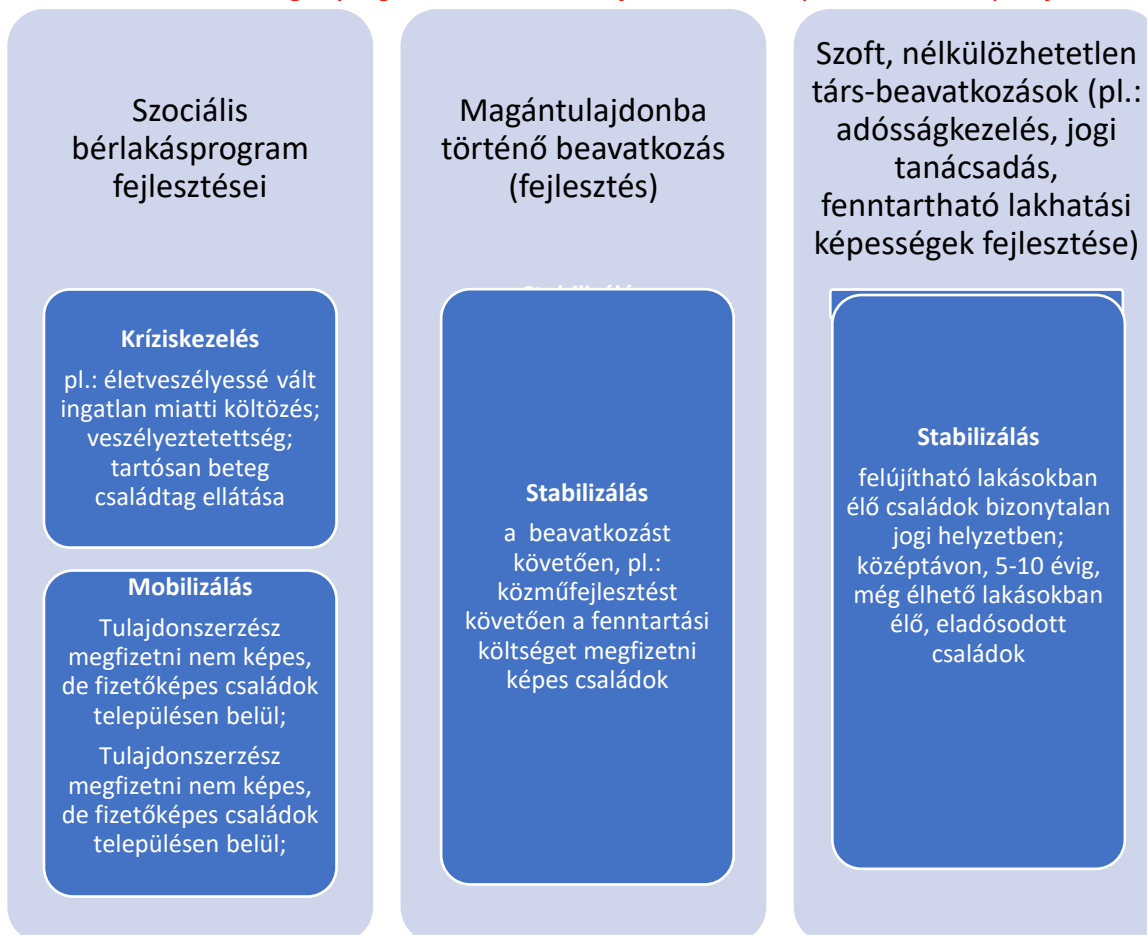 Szociális
bérlakásprogram
fejlesztései
Kríziskezelés
pl.: életveszélyessé vált
ingatlan miatti költözés;
veszélyeztetettség;
tartósan beteg
családtag ellátása
Mobilizálás
Tulajdonszerzész
megfizetni nem képes,
de fizetőképes családok
településen belül;
Tulajdonszerzész
megfizetni nem képes,
de fizetőképes családok
településen belül;
Magántulajdonba
történő beavatkozás
(fejlesztés)
Stabilizálás
a beavatkozást
követően, pl.:
közműfejlesztést
követően a fenntartási
költséget megfizetni
képes családok
Szoft, nélkülözhetetlen
társ-beavatkozások (pl.:
adósságkezelés, jogi
tanácsadás,
fenntartható lakhatási
képességek fejlesztése)
Stabilizálás
felújítható lakásokban
élő családok bizonytalan
jogi helyzetben;
középtávon, 5-10 évig,
még élhető lakásokban
élő, eladósodott
családok